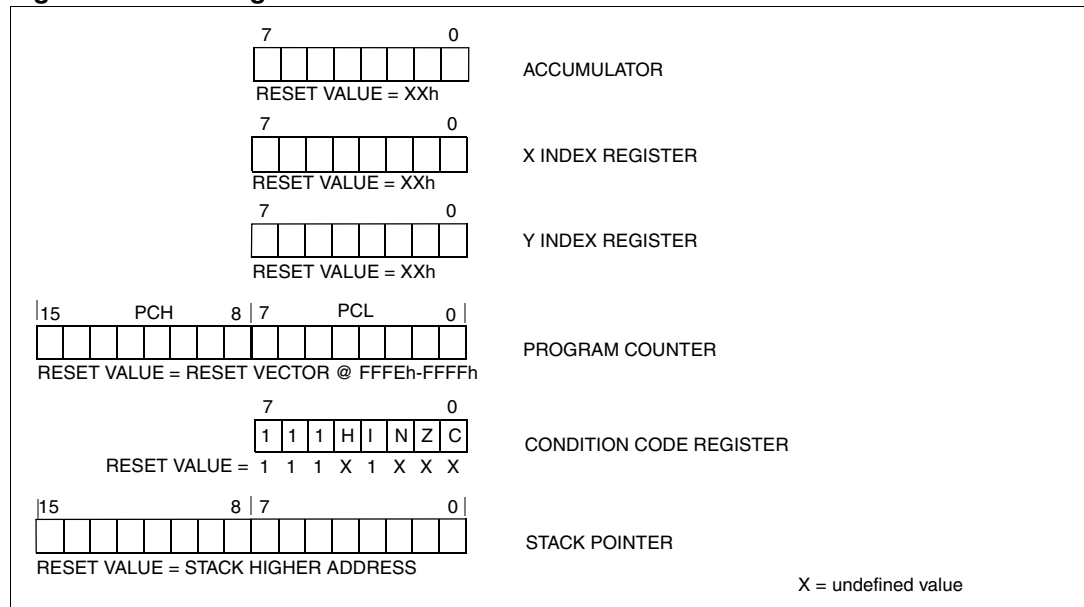 7 0
ACCUMULATOR
RESET VALUE = XXh
7 0
X INDEX REGISTER
RESET VALUE = XXh
7 0
Y INDEX REGISTER
RESET VALUE = XXh
15 PCH 8 7 PCL 0
PROGRAM COUNTER
RESET VALUE = RESET VECTOR @ FFFEh-FFFFh
7 0
1 1 1 H I N Z C
CONDITION CODE REGISTER
RESET VALUE = 1 1 1 X 1 X X X
15 8 7 0
STACK POINTER
RESET VALUE = STACK HIGHER ADDRESS
X = undefined value